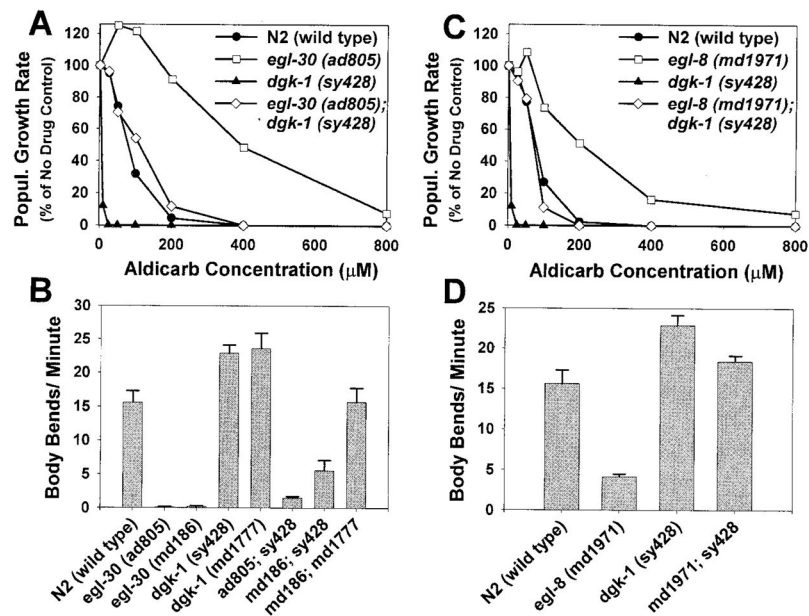 A
N2 (wild type)
egl-30 (ad805)
dgk-1 (sy428)
egl-30 (ad805);
dgk-1 (sy428)
Popul. Growth Rate
(% of No Drug Control)
120
100
80
60
40
20
0
0 200 400 600 800
Aldicarb Concentration (μM)
C
N2 (wild type)
egl-8 (md1971)
dgk-1 (sy428)
egl-8 (md1971);
dgk-1 (sy428)
Popul. Growth Rate
(% of No Drug Control)
120
100
80
60
40
20
0
0 200 400 600 800
Aldicarb Concentration (μM)
B
Body Bends/ Minute
30
25
20
15
10
5
0
N2 (wild type)
egl-30 (ad805)
egl-30 (md186)
dgk-1 (sy428)
dgk-1 (md1777)
ad805; sy428
md186; sy428
md186; md1777
D
Body Bends/ Minute
25
20
15
10
5
0
N2 (wild type)
egl-8 (md1971)
dgk-1 (sy428)
md1971; sy428